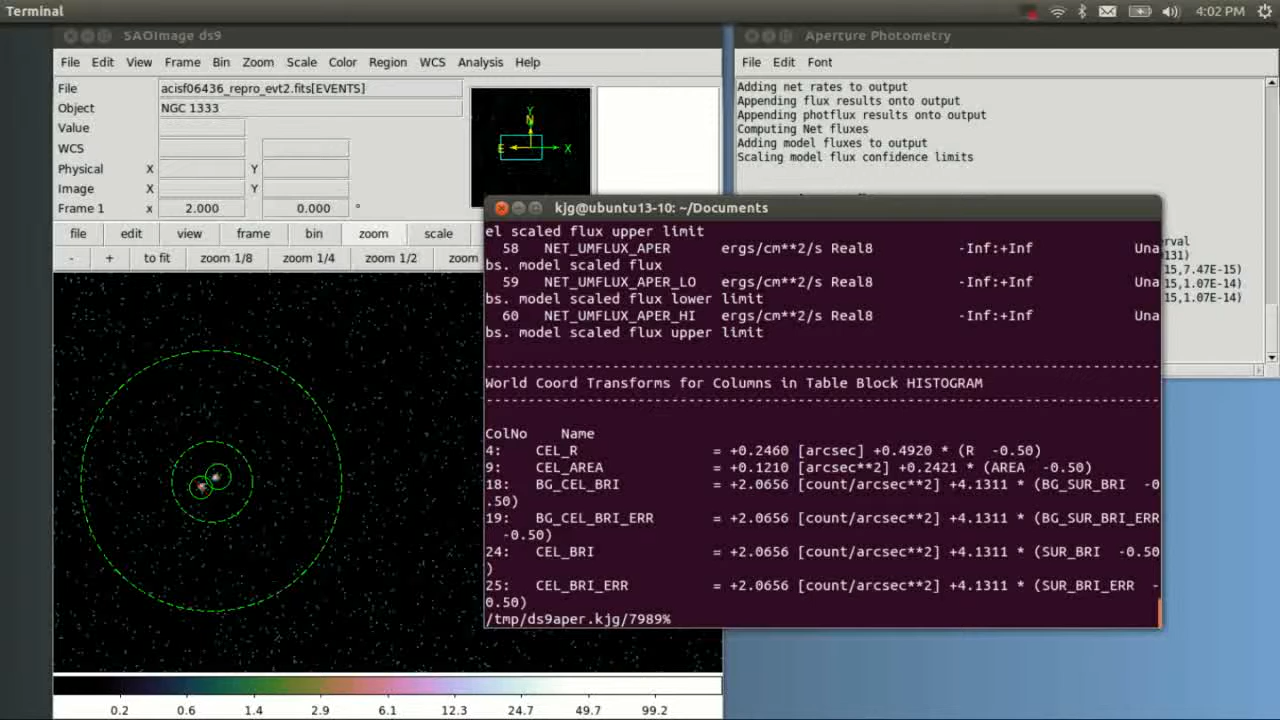 Terminal
4:02 PM
SAOImage ds9
File Edit View Frame Bin Zoom Scale Color Region WCS Analysis Help
File acisf06436_repro_evt2.fits[EVENTS]
Object NGC 1333
Value
WCS
Physical X Y
Image X Y
Frame 1 x 2.000 0.000 °
Y
N
E X
file edit view frame bin zoom scale
- + to fit zoom 1/8 zoom 1/4 zoom 1/2 zoom
0.2 0.6 1.4 2.9 6.1 12.3 24.7 49.7 99.2
Aperture Photometry
File Edit Font
Adding net rates to output
Appending flux results onto output
Appending photflux results onto output
Computing Net fluxes
Adding model fluxes to output
Scaling model flux confidence limits
rval
131)
15,7.47E-15)
15,1.07E-14)
kjg@ubuntu13-10: ~/Documents
el scaled flux upper limit
58 NET_UMFLUX_APER ergs/cm**2/s Real8 -Inf:+Inf Una
bs. model scaled flux
59 NET_UMFLUX_APER_LO ergs/cm**2/s Real8 -Inf:+Inf Una
bs. model scaled flux lower limit
60 NET_UMFLUX_APER_HI ergs/cm**2/s Real8 -Inf:+Inf Una
bs. model scaled flux upper limit
--------------------------------------------------------------------------------
World Coord Transforms for Columns in Table Block HISTOGRAM
--------------------------------------------------------------------------------
ColNo Name
4: CEL_R = +0.2460 [arcsec] +0.4920 * (R -0.50)
9: CEL_AREA = +0.1210 [arcsec**2] +0.2421 * (AREA -0.50)
18: BG_CEL_BRI = +2.0656 [count/arcsec**2] +4.1311 * (BG_SUR_BRI -0
.50)
19: BG_CEL_BRI_ERR = +2.0656 [count/arcsec**2] +4.1311 * (BG_SUR_BRI_ERR
-0.50)
24: CEL_BRI = +2.0656 [count/arcsec**2] +4.1311 * (SUR_BRI -0.50
)
25: CEL_BRI_ERR = +2.0656 [count/arcsec**2] +4.1311 * (SUR_BRI_ERR -
0.50)
/tmp/ds9aper.kjg/7989%